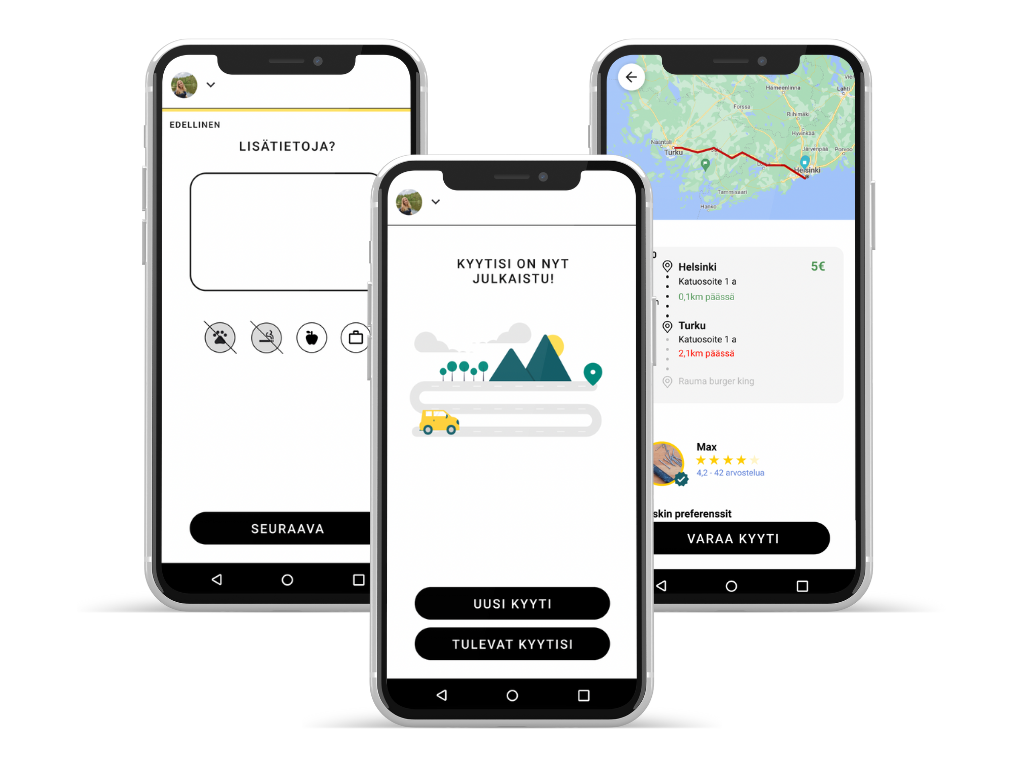 EDELLINEN
LISÄTIETOJA?
SEURAAVA
KYYTISI ON NYT
JULKAISTU!
UUSI KYYTI
TULEVAT KYYTISI
Hämeenlinna
Lahti
Forssa
Riihimäki
Hyvinkää
Järvenpää
Porvoo
Naantali
Turku
Helsinki
Tammisaari
Hanko
Helsinki
5€
Katuosoite 1 a
0,1km päässä
Turku
Katuosoite 1 a
2,1km päässä
Rauma burger king
Max
4,2 - 42 arvostelua
skin preferenssit
VARAA KYYTI